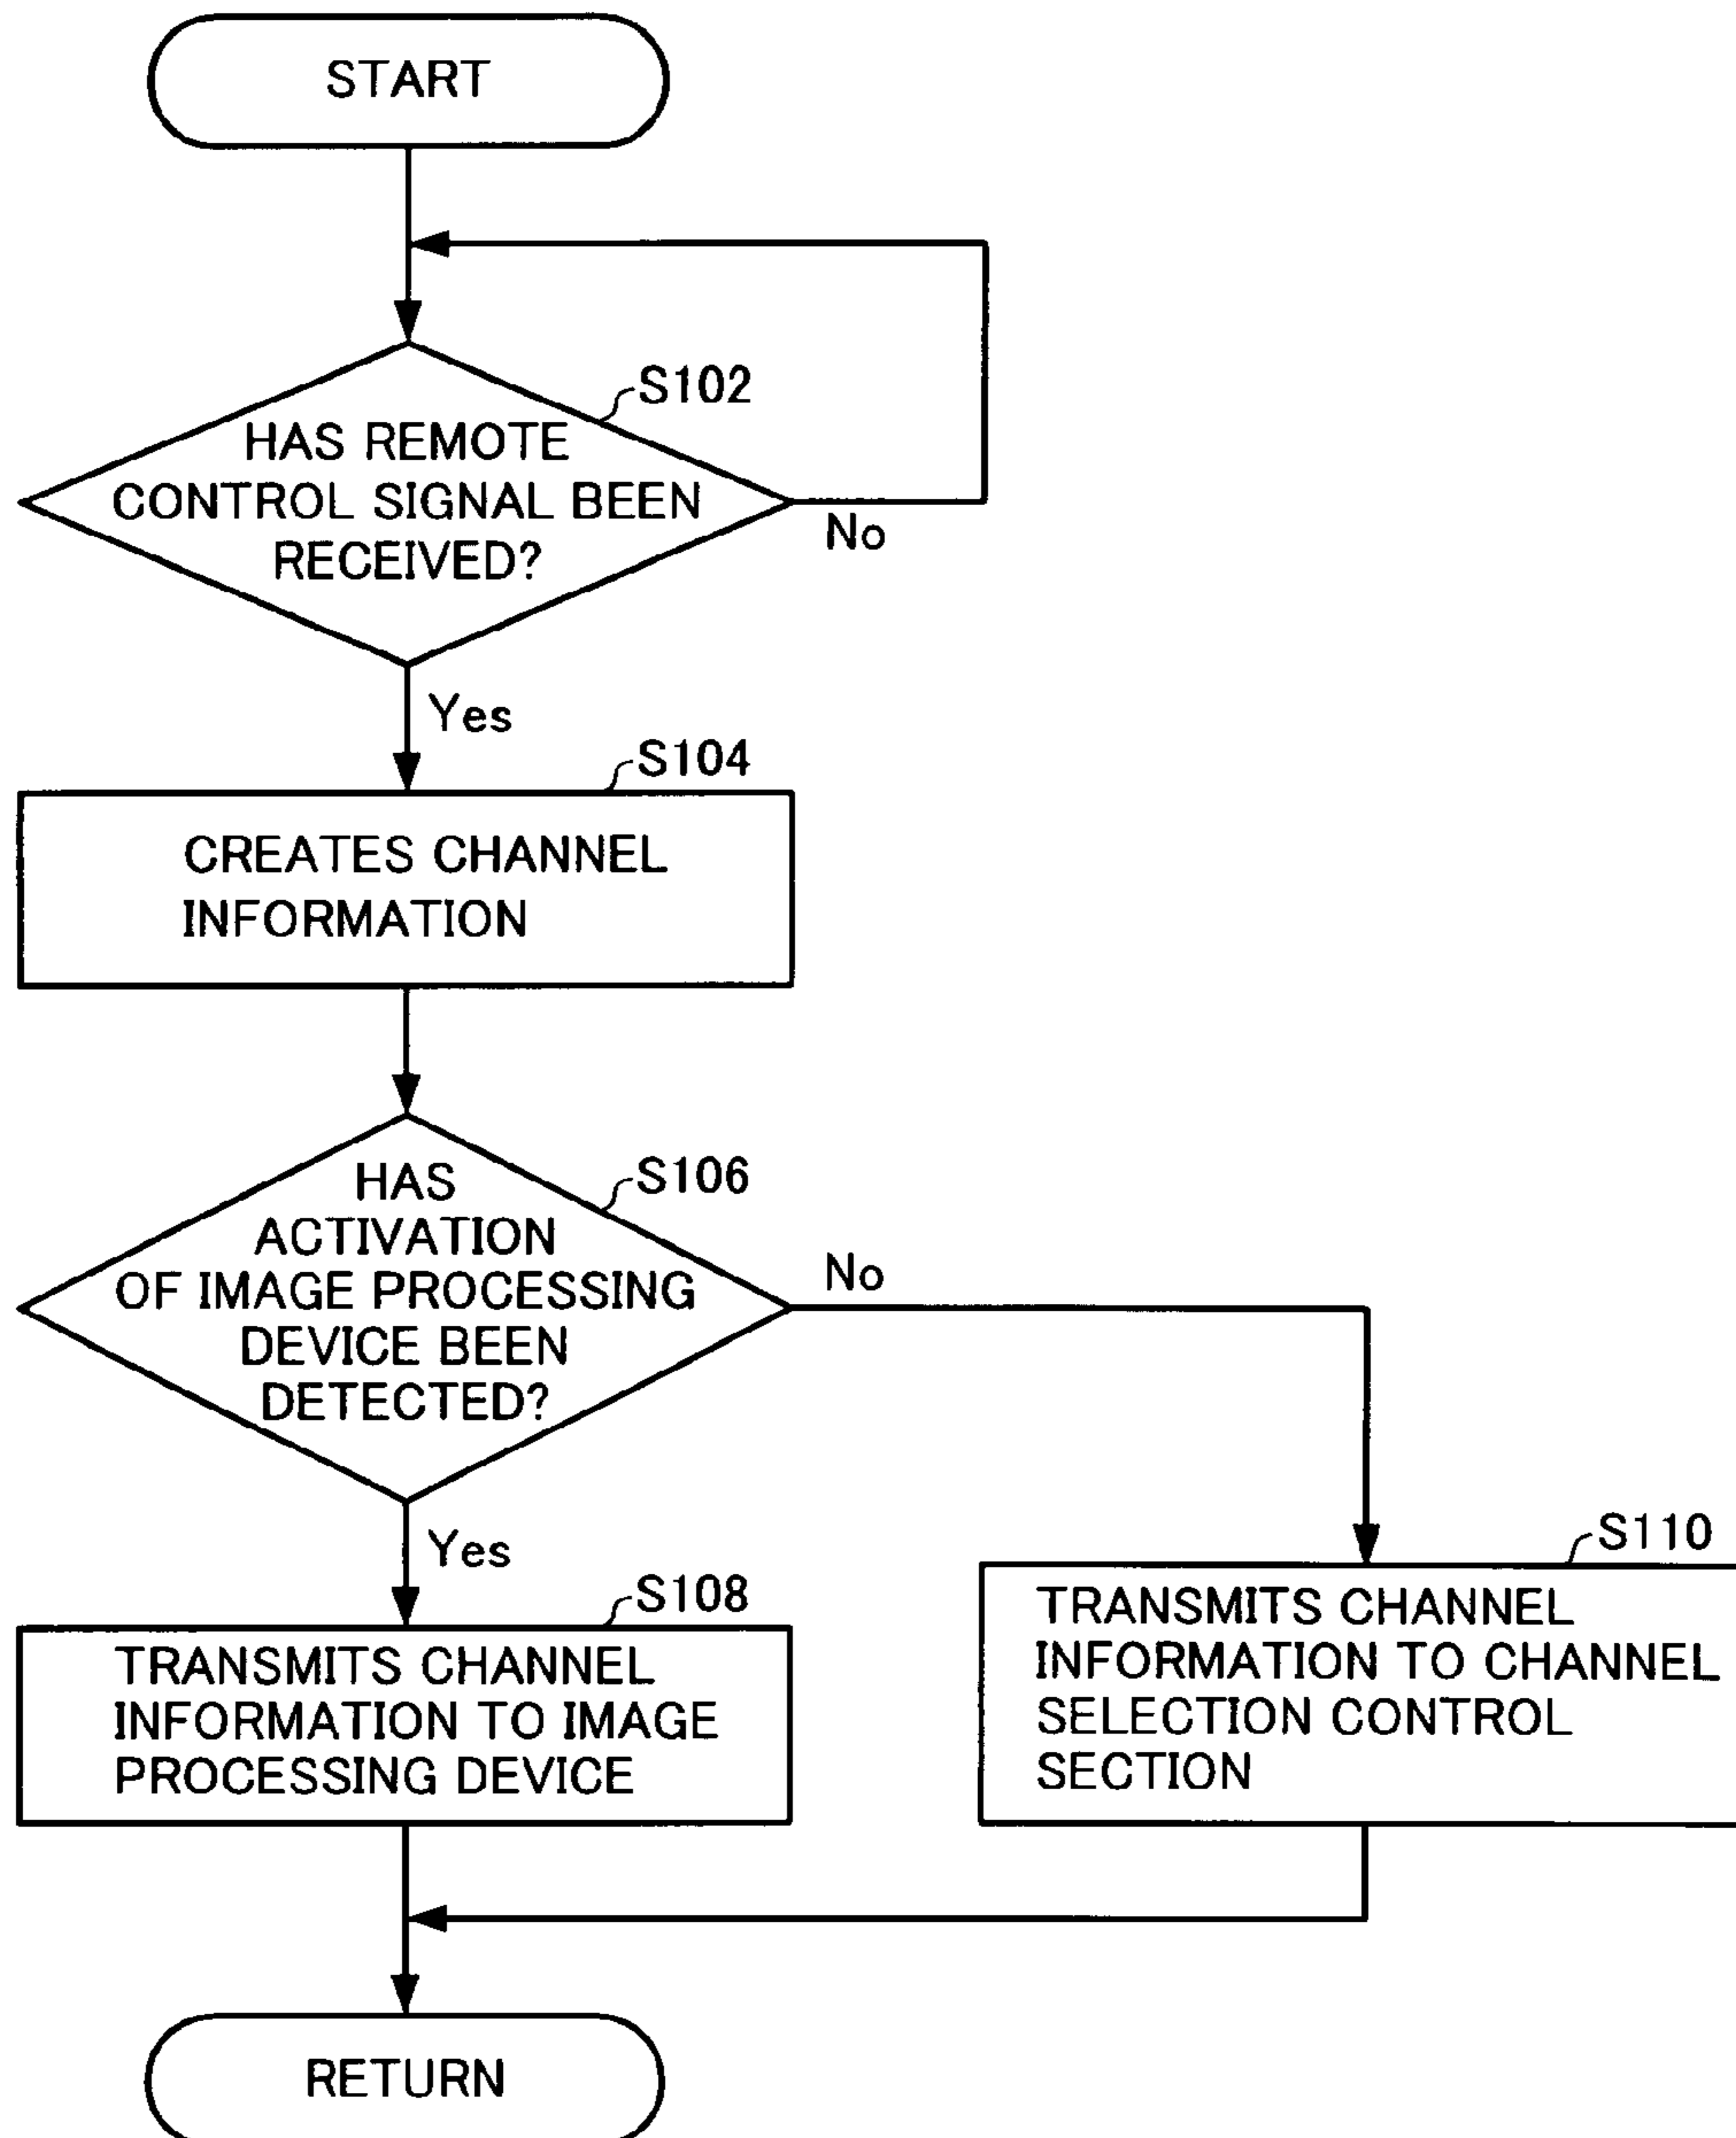 START
S102
HAS REMOTE
CONTROL SIGNAL BEEN
RECEIVED?
No
Yes
S104
CREATES CHANNEL
INFORMATION
S106
HAS
ACTIVATION
OF IMAGE PROCESSING
DEVICE BEEN
DETECTED?
No
Yes
S108
TRANSMITS CHANNEL
INFORMATION TO IMAGE
PROCESSING DEVICE
S110
TRANSMITS CHANNEL
INFORMATION TO CHANNEL
SELECTION CONTROL
SECTION
RETURN